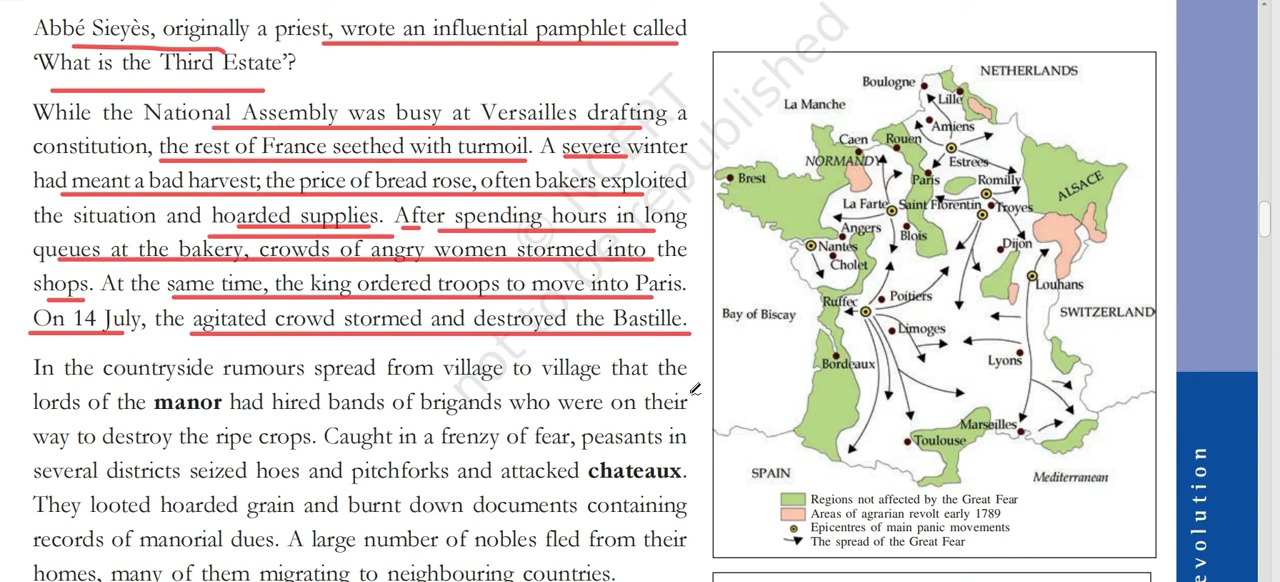 Abbé Sieyès, originally a priest, wrote an influential pamphlet called
‘What is the Third Estate’?
While the National Assembly was busy at Versailles drafting a
constitution, the rest of France seethed with turmoil. A severe winter
had meant a bad harvest; the price of bread rose, often bakers exploited
the situation and hoarded supplies. After spending hours in long
queues at the bakery, crowds of angry women stormed into the
shops. At the same time, the king ordered troops to move into Paris.
On 14 July, the agitated crowd stormed and destroyed the Bastille.
In the countryside rumours spread from village to village that the
lords of the manor had hired bands of brigands who were on their
way to destroy the ripe crops. Caught in a frenzy of fear, peasants in
several districts seized hoes and pitchforks and attacked chateaux.
They looted hoarded grain and burnt down documents containing
records of manorial dues. A large number of nobles fled from their
homes, many of them migrating to neighbouring countries.
© NCERT
not to be republished
NETHERLANDS
Boulogne
Lille
La Manche
Amiens
Caen
Rouen
Estrees
NORMANDY
Paris
Romilly
Brest
ALSACE
La Farte
Saint Florentin
Troyes
Angers
Blois
Nantes
Dijon
Cholet
Louhans
Ruffec
Poitiers
Bay of Biscay
SWITZERLAND
Limoges
Lyons
Bordeaux
Marseilles
Toulouse
SPAIN
Mediterranean
Regions not affected by the Great Fear
Areas of agrarian revolt early 1789
Epicentres of main panic movements
The spread of the Great Fear
evolution